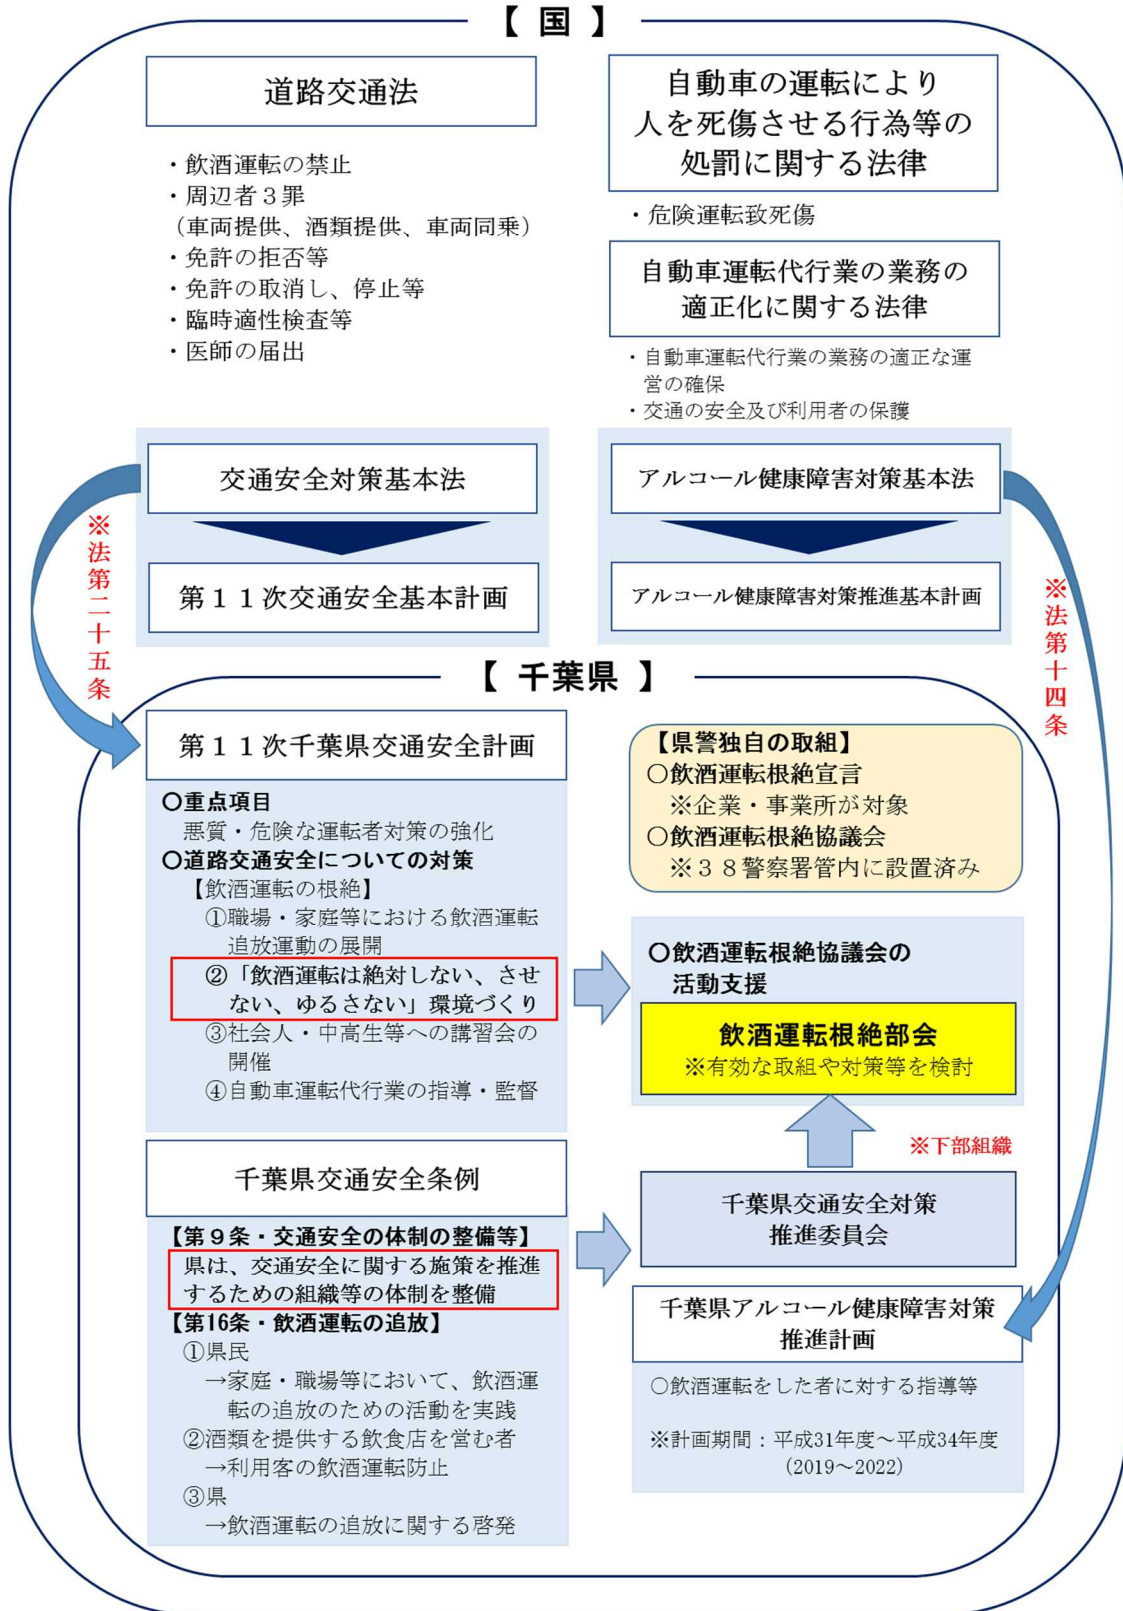 【 国 】
道路交通法
・飲酒運転の禁止
・周辺者３罪
（車両提供、酒類提供、車両同乗）
・免許の拒否等
・免許の取消し、停止等
・臨時適性検査等
・医師の届出
自動車の運転により
人を死傷させる行為等の
処罰に関する法律
・危険運転致死傷
自動車運転代行業の業務の
適正化に関する法律
・自動車運転代行業の業務の適正な運
営の確保
・交通の安全及び利用者の保護
交通安全対策基本法
第１１次交通安全基本計画
アルコール健康障害対策基本法
アルコール健康障害対策推進基本計画
※法第二十五条
※法第十四条
【 千葉県 】
第１１次千葉県交通安全計画
○重点項目
悪質・危険な運転者対策の強化
○道路交通安全についての対策
【飲酒運転の根絶】
①職場・家庭等における飲酒運転
追放運動の展開
②「飲酒運転は絶対しない、させ
ない、ゆるさない」環境づくり
③社会人・中高生等への講習会の
開催
④自動車運転代行業の指導・監督
【県警独自の取組】
○飲酒運転根絶宣言
※企業・事業所が対象
○飲酒運転根絶協議会
※３８警察署管内に設置済み
○飲酒運転根絶協議会の
活動支援
飲酒運転根絶部会
※有効な取組や対策等を検討
※下部組織
千葉県交通安全条例
【第９条・交通安全の体制の整備等】
県は、交通安全に関する施策を推進
するための組織等の体制を整備
【第16条・飲酒運転の追放】
①県民
→家庭・職場等において、飲酒運
転の追放のための活動を実践
②酒類を提供する飲食店を営む者
→利用客の飲酒運転防止
③県
→飲酒運転の追放に関する啓発
千葉県交通安全対策
推進委員会
千葉県アルコール健康障害対策
推進計画
○飲酒運転をした者に対する指導等
※計画期間：平成31年度～平成34年度
（2019～2022）